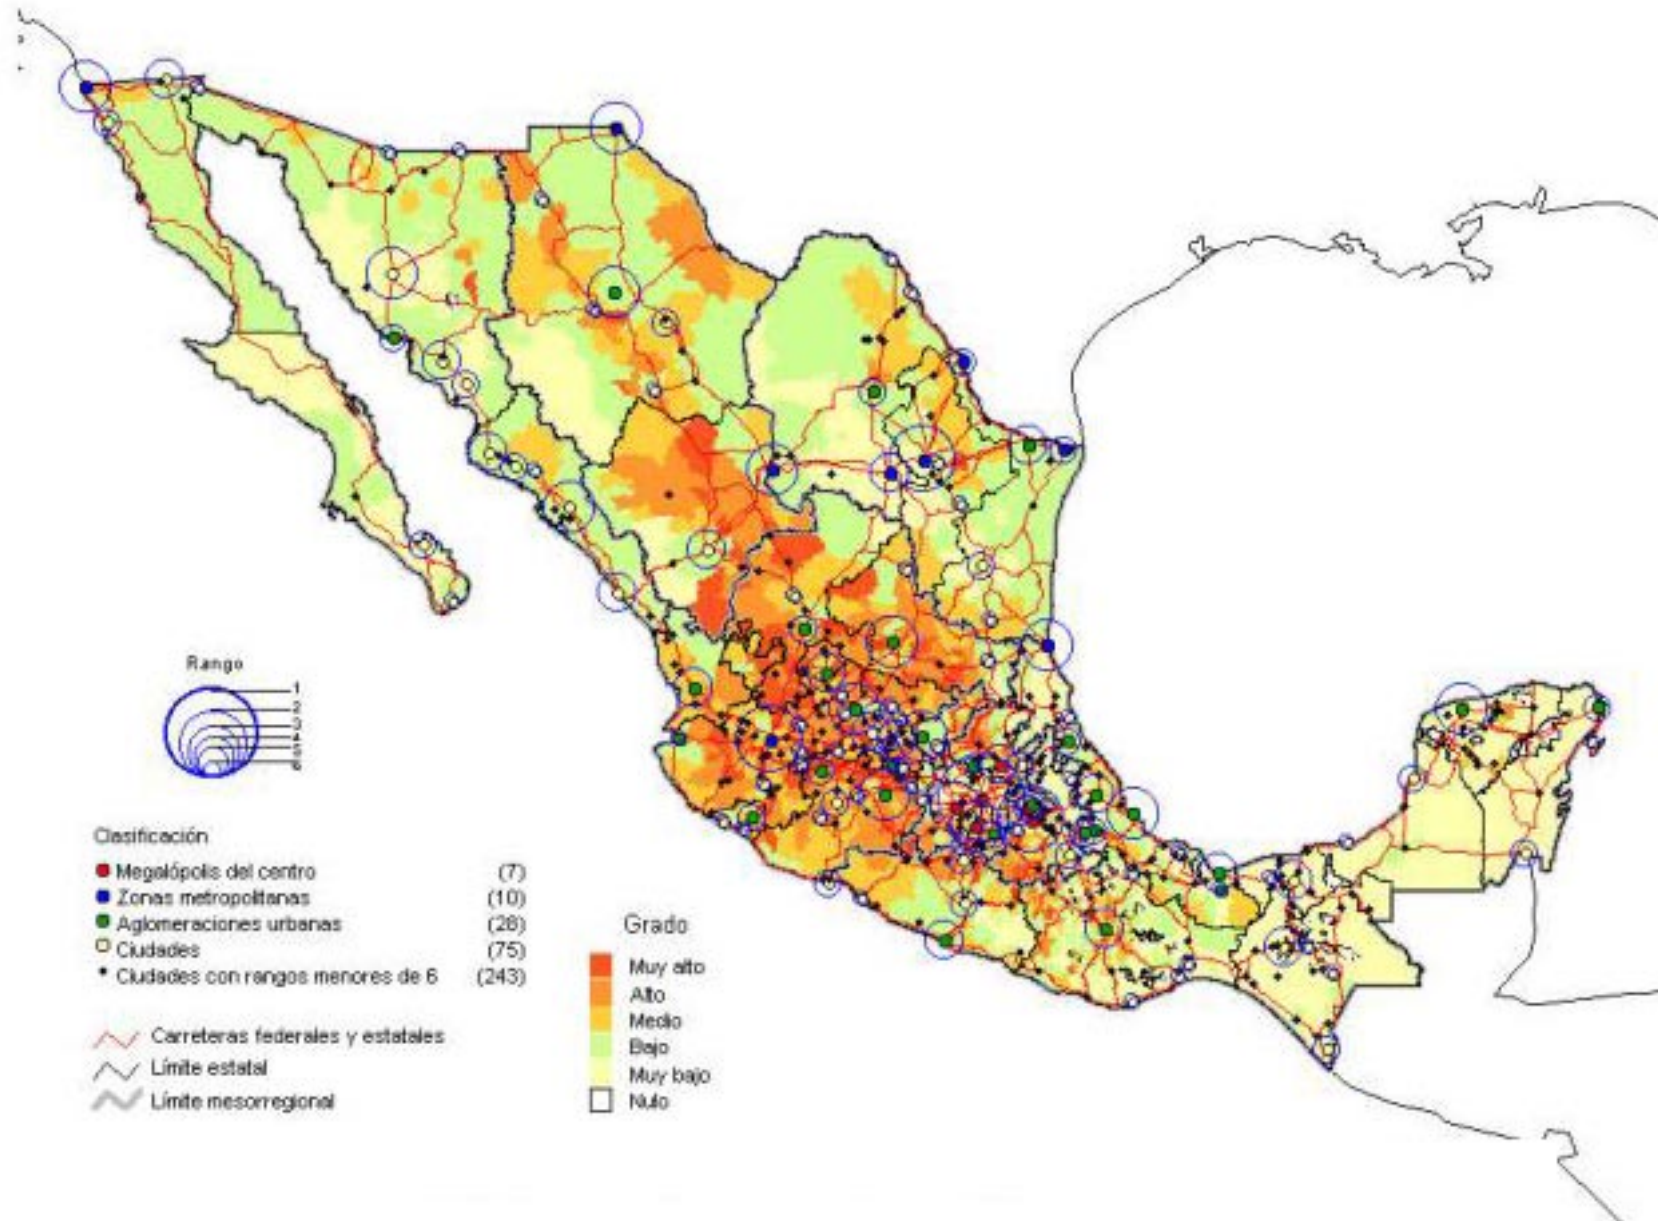 Rango
1
2
3
4
5
6
Clasificación
Megalópolis del centro (7)
Zonas metropolitanas (10)
Aglomeraciones urbanas (28)
Ciudades (75)
Ciudades con rangos menores de 6 (243)
Carreteras federales y estatales
Límite estatal
Límite mesorregional
Grado
Muy alto
Alto
Medio
Bajo
Muy bajo
Nulo